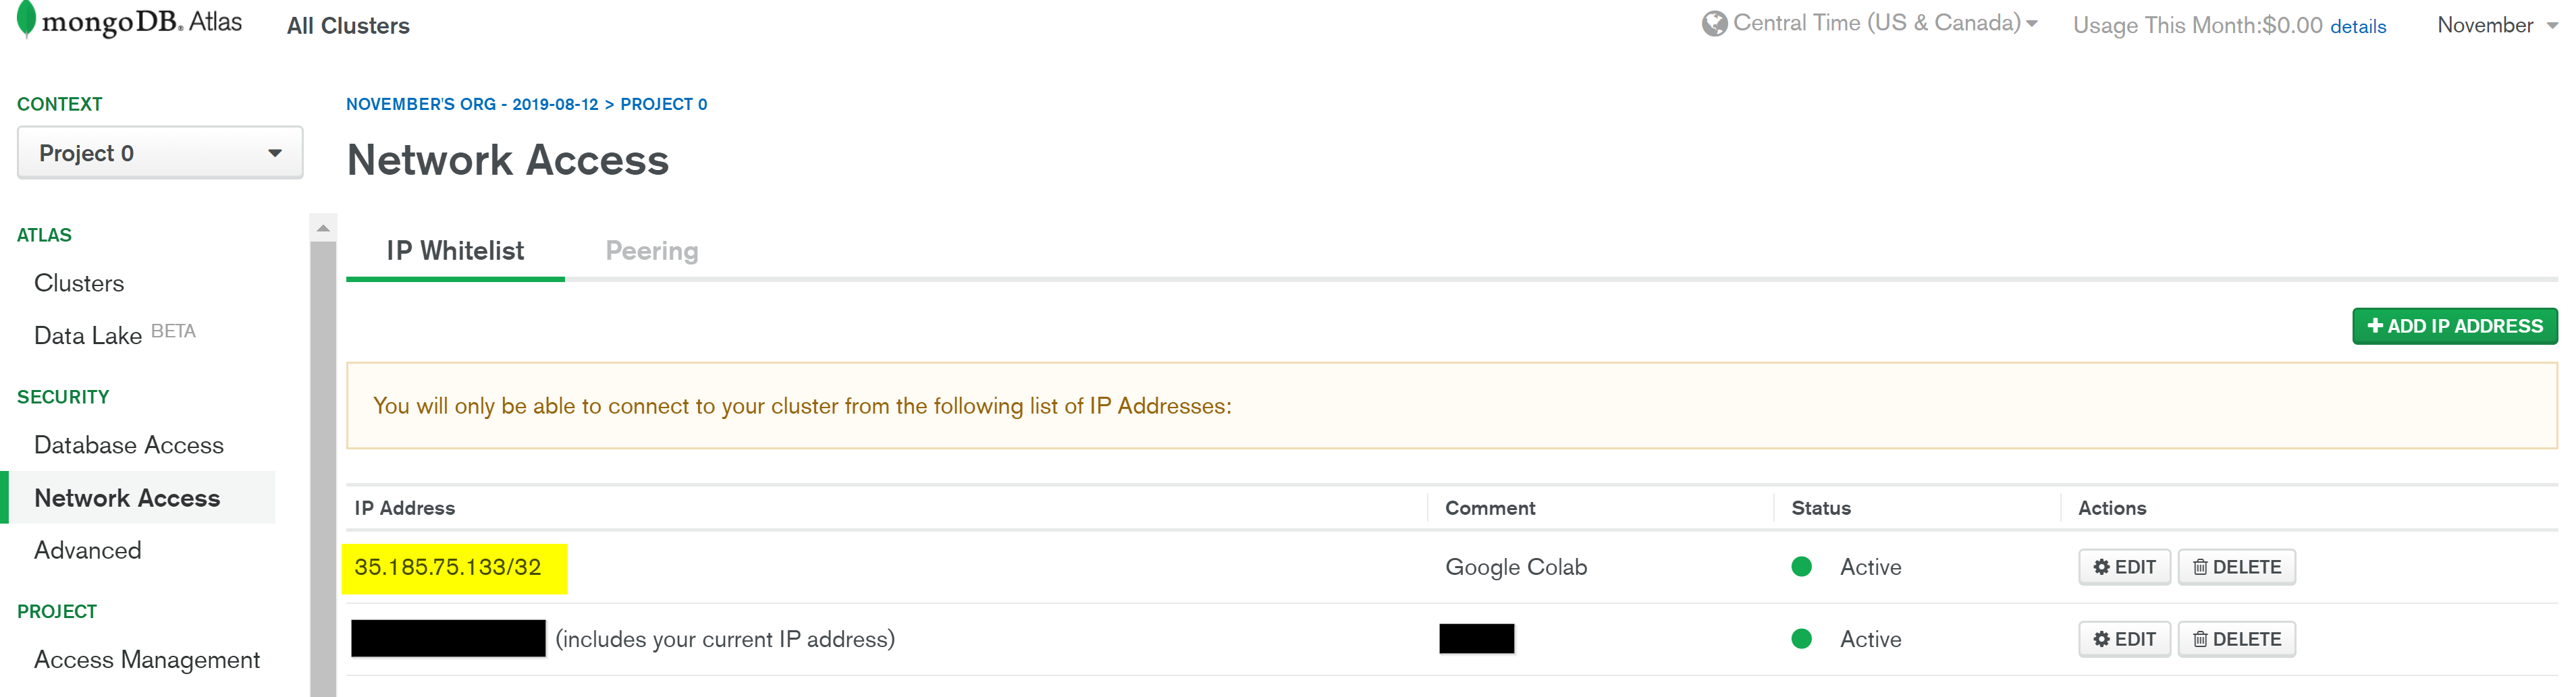 mongoDB. Atlas All Clusters Central Time (US & Canada) Usage This Month:$0.00 details November
CONTEXT
Project 0
NOVEMBER'S ORG - 2019-08-12 > PROJECT 0
Network Access
ATLAS
Clusters
Data Lake BETA
SECURITY
Database Access
Network Access
Advanced
PROJECT
Access Management
IP Whitelist Peering
ADD IP ADDRESS
You will only be able to connect to your cluster from the following list of IP Addresses:
IP Address Comment Status Actions
35.185.75.133/32 Google Colab Active EDIT DELETE
(includes your current IP address) Active EDIT DELETE